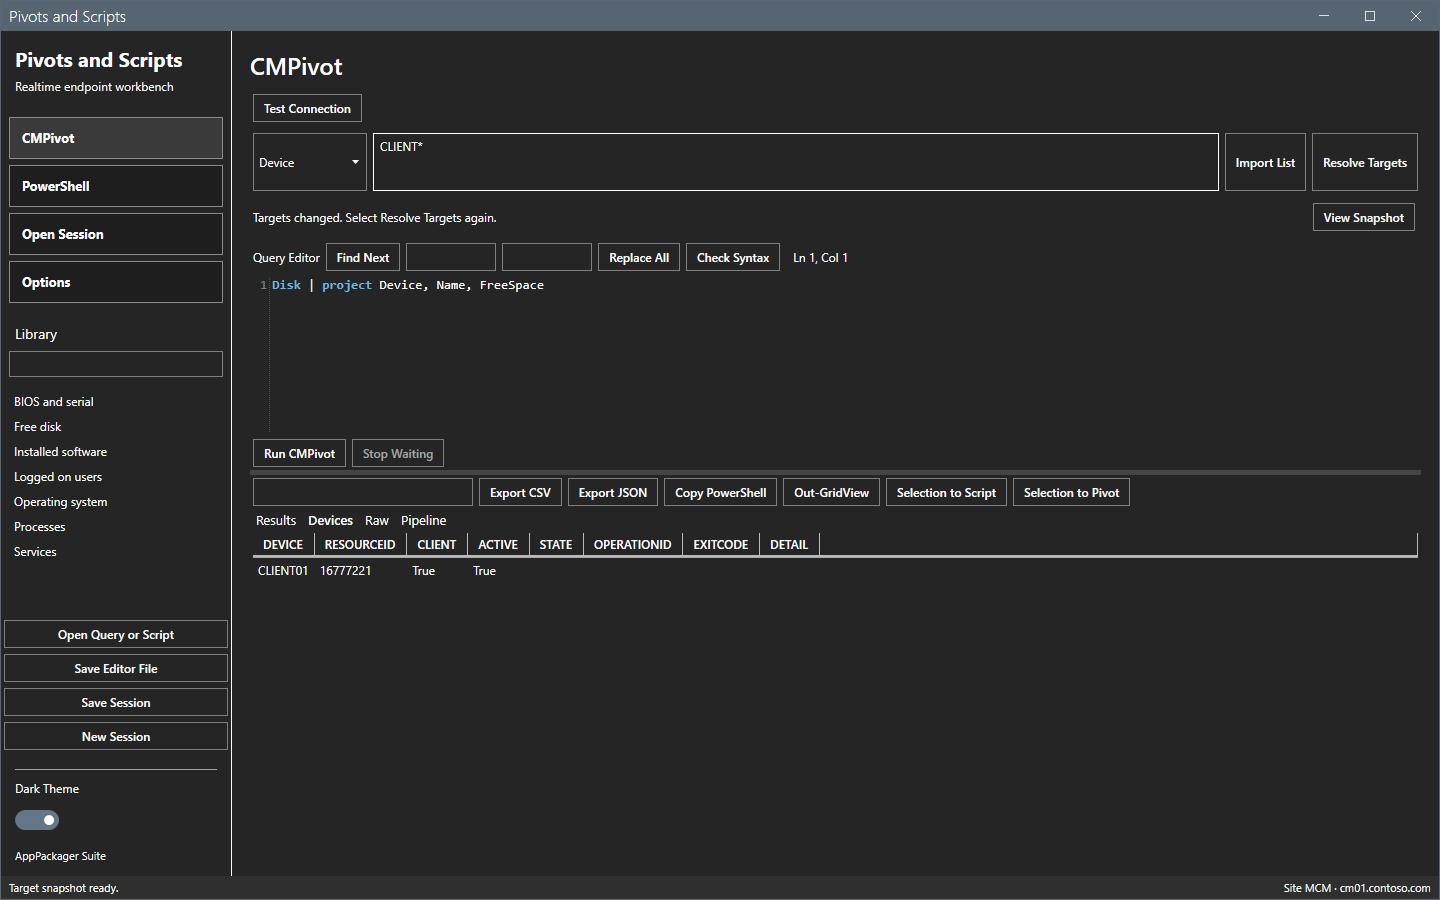 Pivots and Scripts
Pivots and Scripts
Realtime endpoint workbench
CMPivot
PowerShell
Open Session
Options
Library
BIOS and serial
Free disk
Installed software
Logged on users
Operating system
Processes
Services
Open Query or Script
Save Editor File
Save Session
New Session
Dark Theme
AppPackager Suite
CMPivot
Test Connection
Device CLIENT* Import List Resolve Targets
Targets changed. Select Resolve Targets again. View Snapshot
Query Editor Find Next Replace All Check Syntax Ln 1, Col 1
1 Disk | project Device, Name, FreeSpace
Run CMPivot Stop Waiting
Export CSV Export JSON Copy PowerShell Out-GridView Selection to Script Selection to Pivot
Results Devices Raw Pipeline
DEVICE RESOURCEID CLIENT ACTIVE STATE OPERATIONID EXITCODE DETAIL
CLIENT01 16777221 True True
Target snapshot ready. Site MCM · cm01.contoso.com